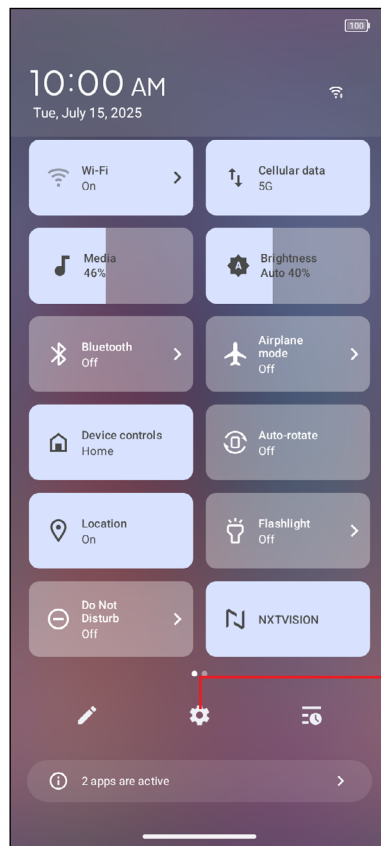 100
10:00 AM
Tue, July 15, 2025
Wi-Fi
On
Cellular data
5G
Media
46%
A
Brightness
Auto 40%
Bluetooth
Off
Airplane
mode
Off
Device controls
Home
Auto-rotate
Off
Location
On
Flashlight
Off
Do Not
Disturb
Off
NXTVISION
2 apps are active